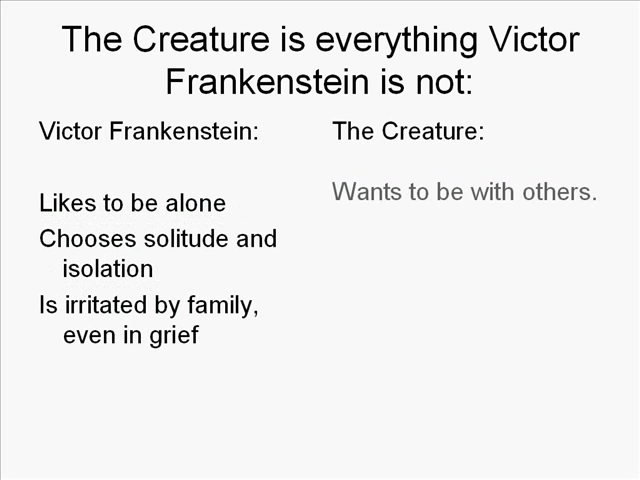 The Creature is everything Victor
Frankenstein is not:
Victor Frankenstein:
Likes to be alone
Chooses solitude and
isolation
Is irritated by family,
even in grief
The Creature:
Wants to be with others.